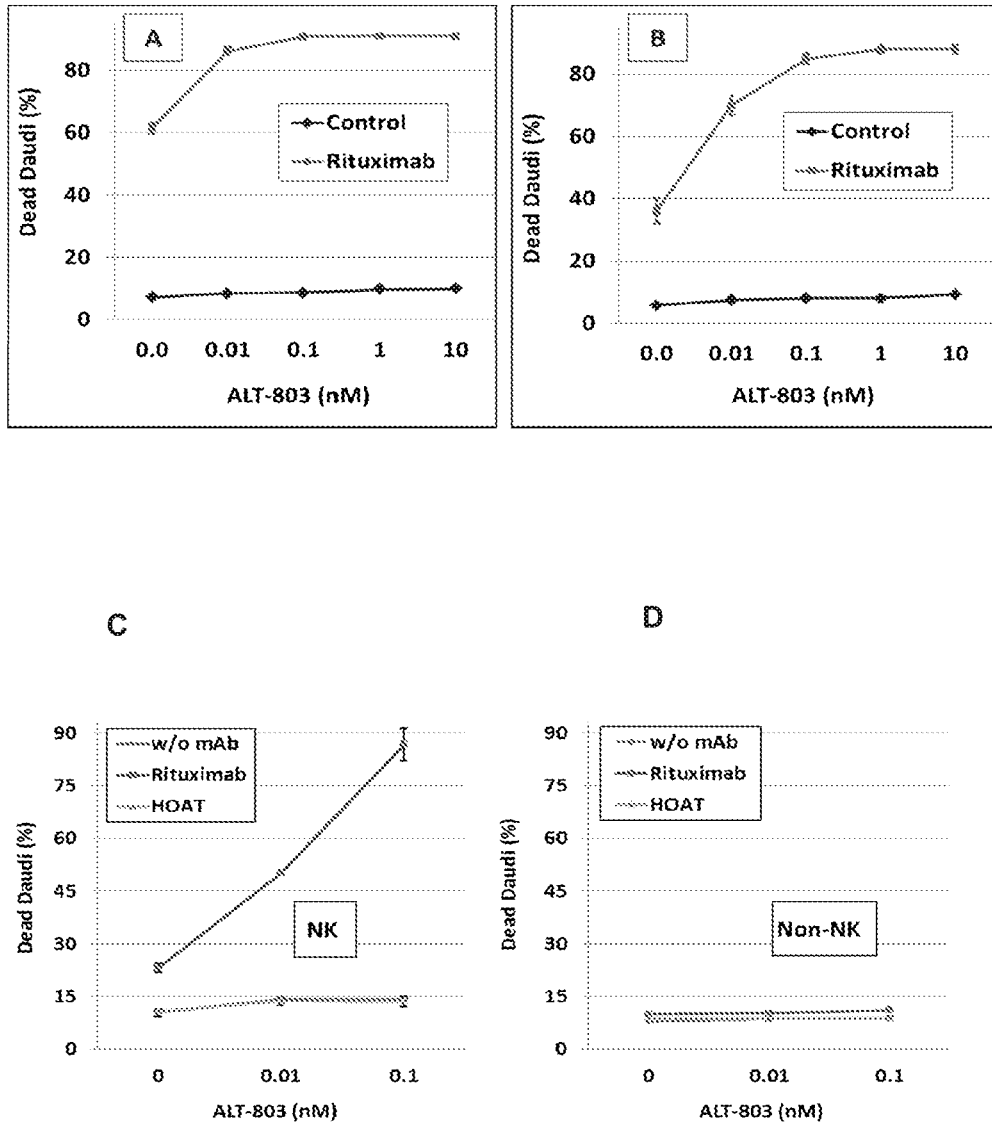 A
Dead Daudi (%)
80
60
40
20
0
Control
Rituximab
0.0 0.01 0.1 1 10
ALT-803 (nM)
B
Dead Daudi (%)
80
60
40
20
0
Control
Rituximab
0.0 0.01 0.1 1 10
ALT-803 (nM)
C
Dead Daudi (%)
90
75
60
45
30
15
0
w/o mAb
Rituximab
HOAT
NK
0 0.01 0.1
ALT-803 (nM)
D
Dead Daudi (%)
90
75
60
45
30
15
0
w/o mAb
Rituximab
HOAT
Non-NK
0 0.01 0.1
ALT-803 (nM)